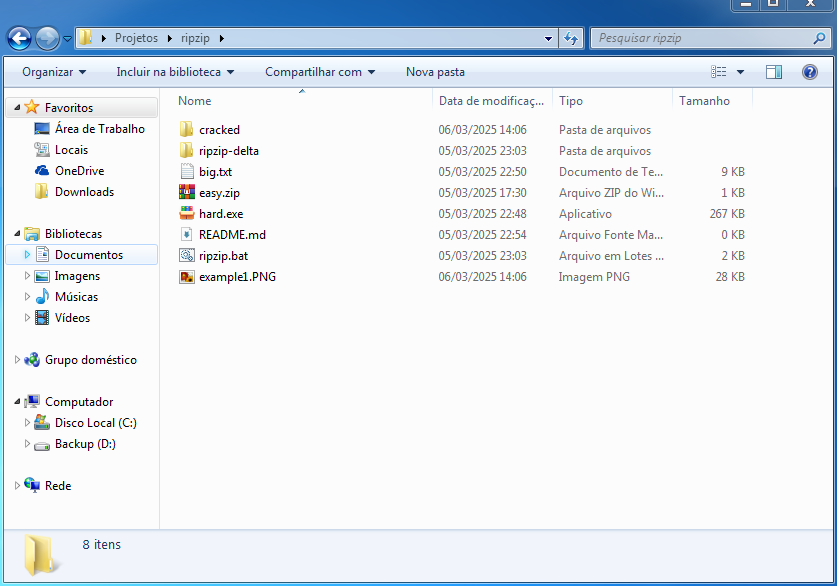 Projetos ripzip
Pesquisar ripzip
Organizar Incluir na biblioteca Compartilhar com Nova pasta
Favoritos
Área de Trabalho
Locais
OneDrive
Downloads
Bibliotecas
Documentos
Imagens
Músicas
Vídeos
Grupo doméstico
Computador
Disco Local (C:)
Backup (D:)
Rede
Nome Data de modificaç... Tipo Tamanho
cracked 06/03/2025 14:06 Pasta de arquivos
ripzip-delta 05/03/2025 23:03 Pasta de arquivos
big.txt 05/03/2025 22:50 Documento de Te... 9 KB
easy.zip 05/03/2025 17:30 Arquivo ZIP do Wi... 1 KB
hard.exe 05/03/2025 22:48 Aplicativo 267 KB
README.md 05/03/2025 22:54 Arquivo Fonte Ma... 0 KB
ripzip.bat 05/03/2025 23:03 Arquivo em Lotes ... 2 KB
example1.PNG 06/03/2025 14:06 Imagem PNG 28 KB
8 itens